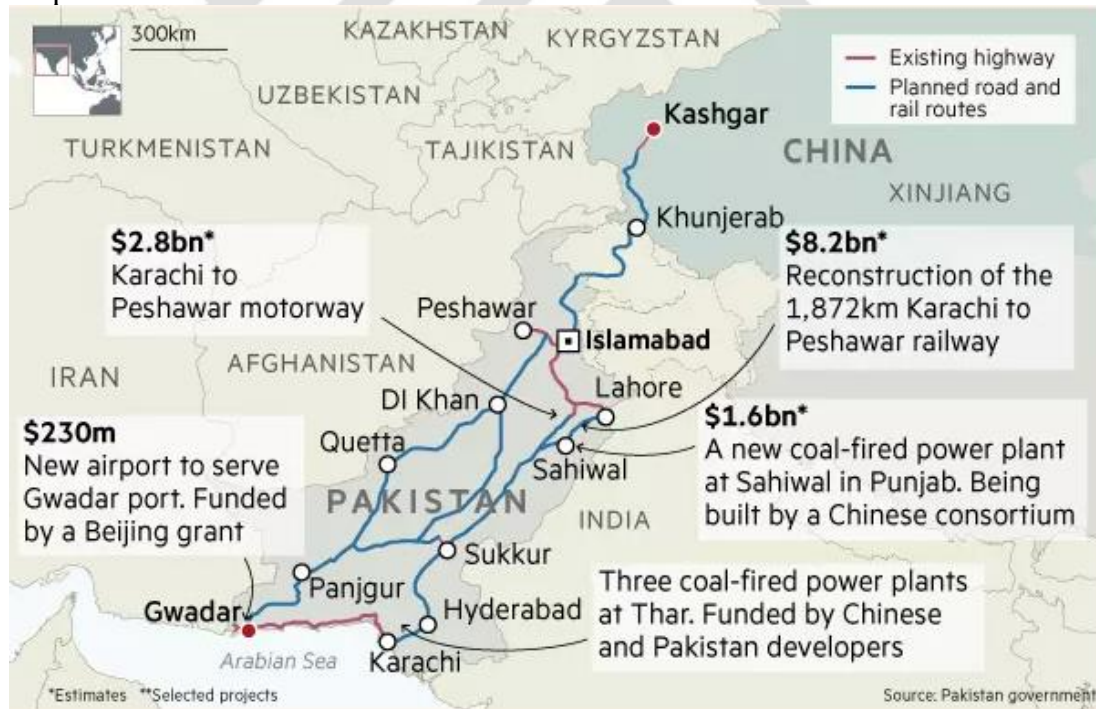 300km
KAZAKHSTAN
KYRGYZSTAN
Existing highway
Planned road and
rail routes
UZBEKISTAN
Kashgar
TURKMENISTAN
TAJIKISTAN
CHINA
XINJIANG
Khunjerab
$2.8bn*
Karachi to
Peshawar motorway
$8.2bn*
Reconstruction of the
1,872km Karachi to
Peshawar railway
Peshawar
Islamabad
AFGHANISTAN
IRAN
DI Khan
Lahore
$230m
New airport to serve
Gwadar port. Funded
by a Beijing grant
Quetta
Sahiwal
$1.6bn*
A new coal-fired power plant
at Sahiwal in Punjab. Being
built by a Chinese consortium
PAKISTAN
INDIA
Sukkur
Panjgur
Three coal-fired power plants
at Thar. Funded by Chinese
and Pakistan developers
Gwadar
Hyderabad
Arabian Sea
Karachi
*Estimates **Selected projects
Source: Pakistan government